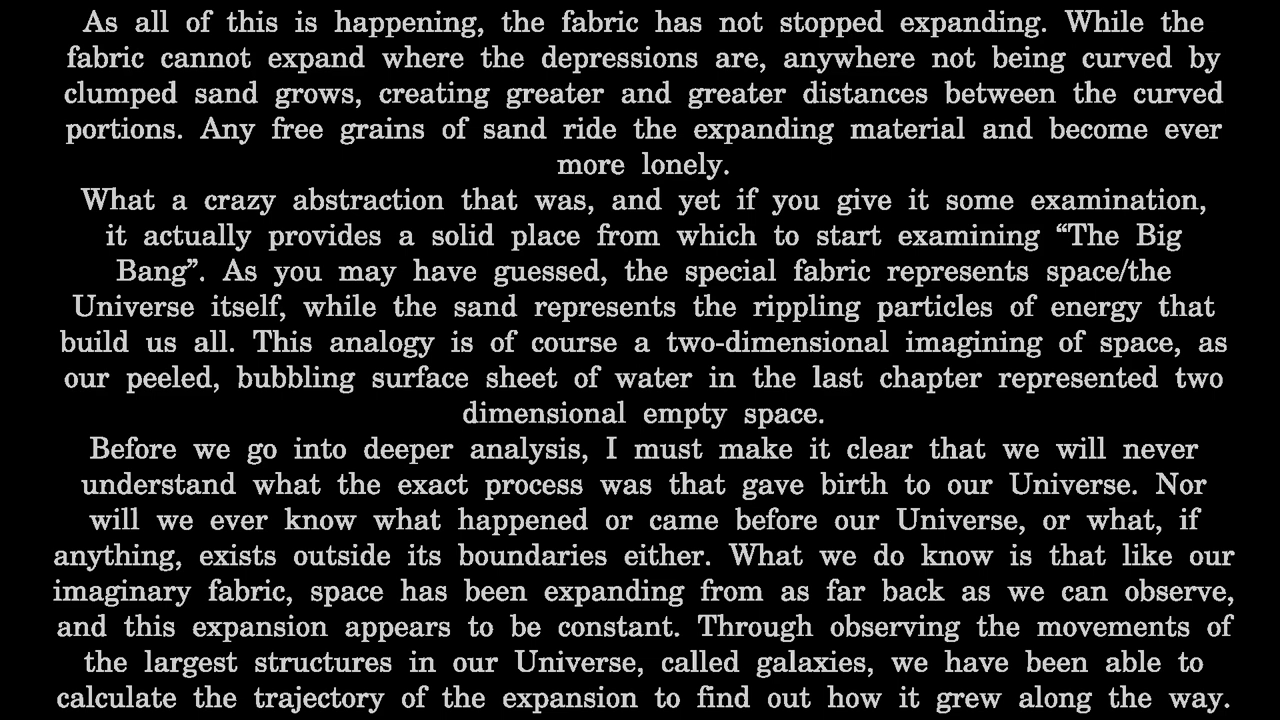 As all of this is happening, the fabric has not stopped expanding. While the
fabric cannot expand where the depressions are, anywhere not being curved by
clumped sand grows, creating greater and greater distances between the curved
portions. Any free grains of sand ride the expanding material and become ever
more lonely.
What a crazy abstraction that was, and yet if you give it some examination,
it actually provides a solid place from which to start examining “The Big
Bang”. As you may have guessed, the special fabric represents space/the
Universe itself, while the sand represents the rippling particles of energy that
build us all. This analogy is of course a two-dimensional imagining of space, as
our peeled, bubbling surface sheet of water in the last chapter represented two
dimensional empty space.
Before we go into deeper analysis, I must make it clear that we will never
understand what the exact process was that gave birth to our Universe. Nor
will we ever know what happened or came before our Universe, or what, if
anything, exists outside its boundaries either. What we do know is that like our
imaginary fabric, space has been expanding from as far back as we can observe,
and this expansion appears to be constant. Through observing the movements of
the largest structures in our Universe, called galaxies, we have been able to
calculate the trajectory of the expansion to find out how it grew along the way.